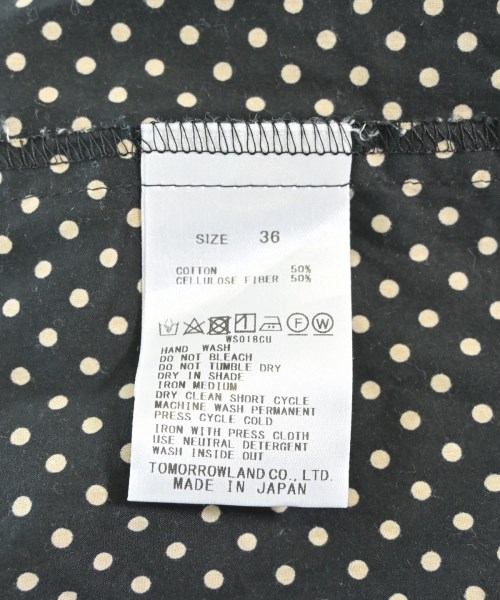 SIZE 36
COTTON 50%
CELLULOSE FIBER 50%
F W
WS018CU
HAND WASH
DO NOT BLEACH
DO NOT TUMBLE DRY
DRY IN SHADE
IRON MEDIUM
DRY CLEAN SHORT CYCLE
MACHINE WASH PERMANENT
PRESS CYCLE COLD
IRON WITH PRESS CLOTH
USE NEUTRAL DETERGENT
WASH INSIDE OUT
TOMORROWLAND CO., LTD.
MADE IN JAPAN